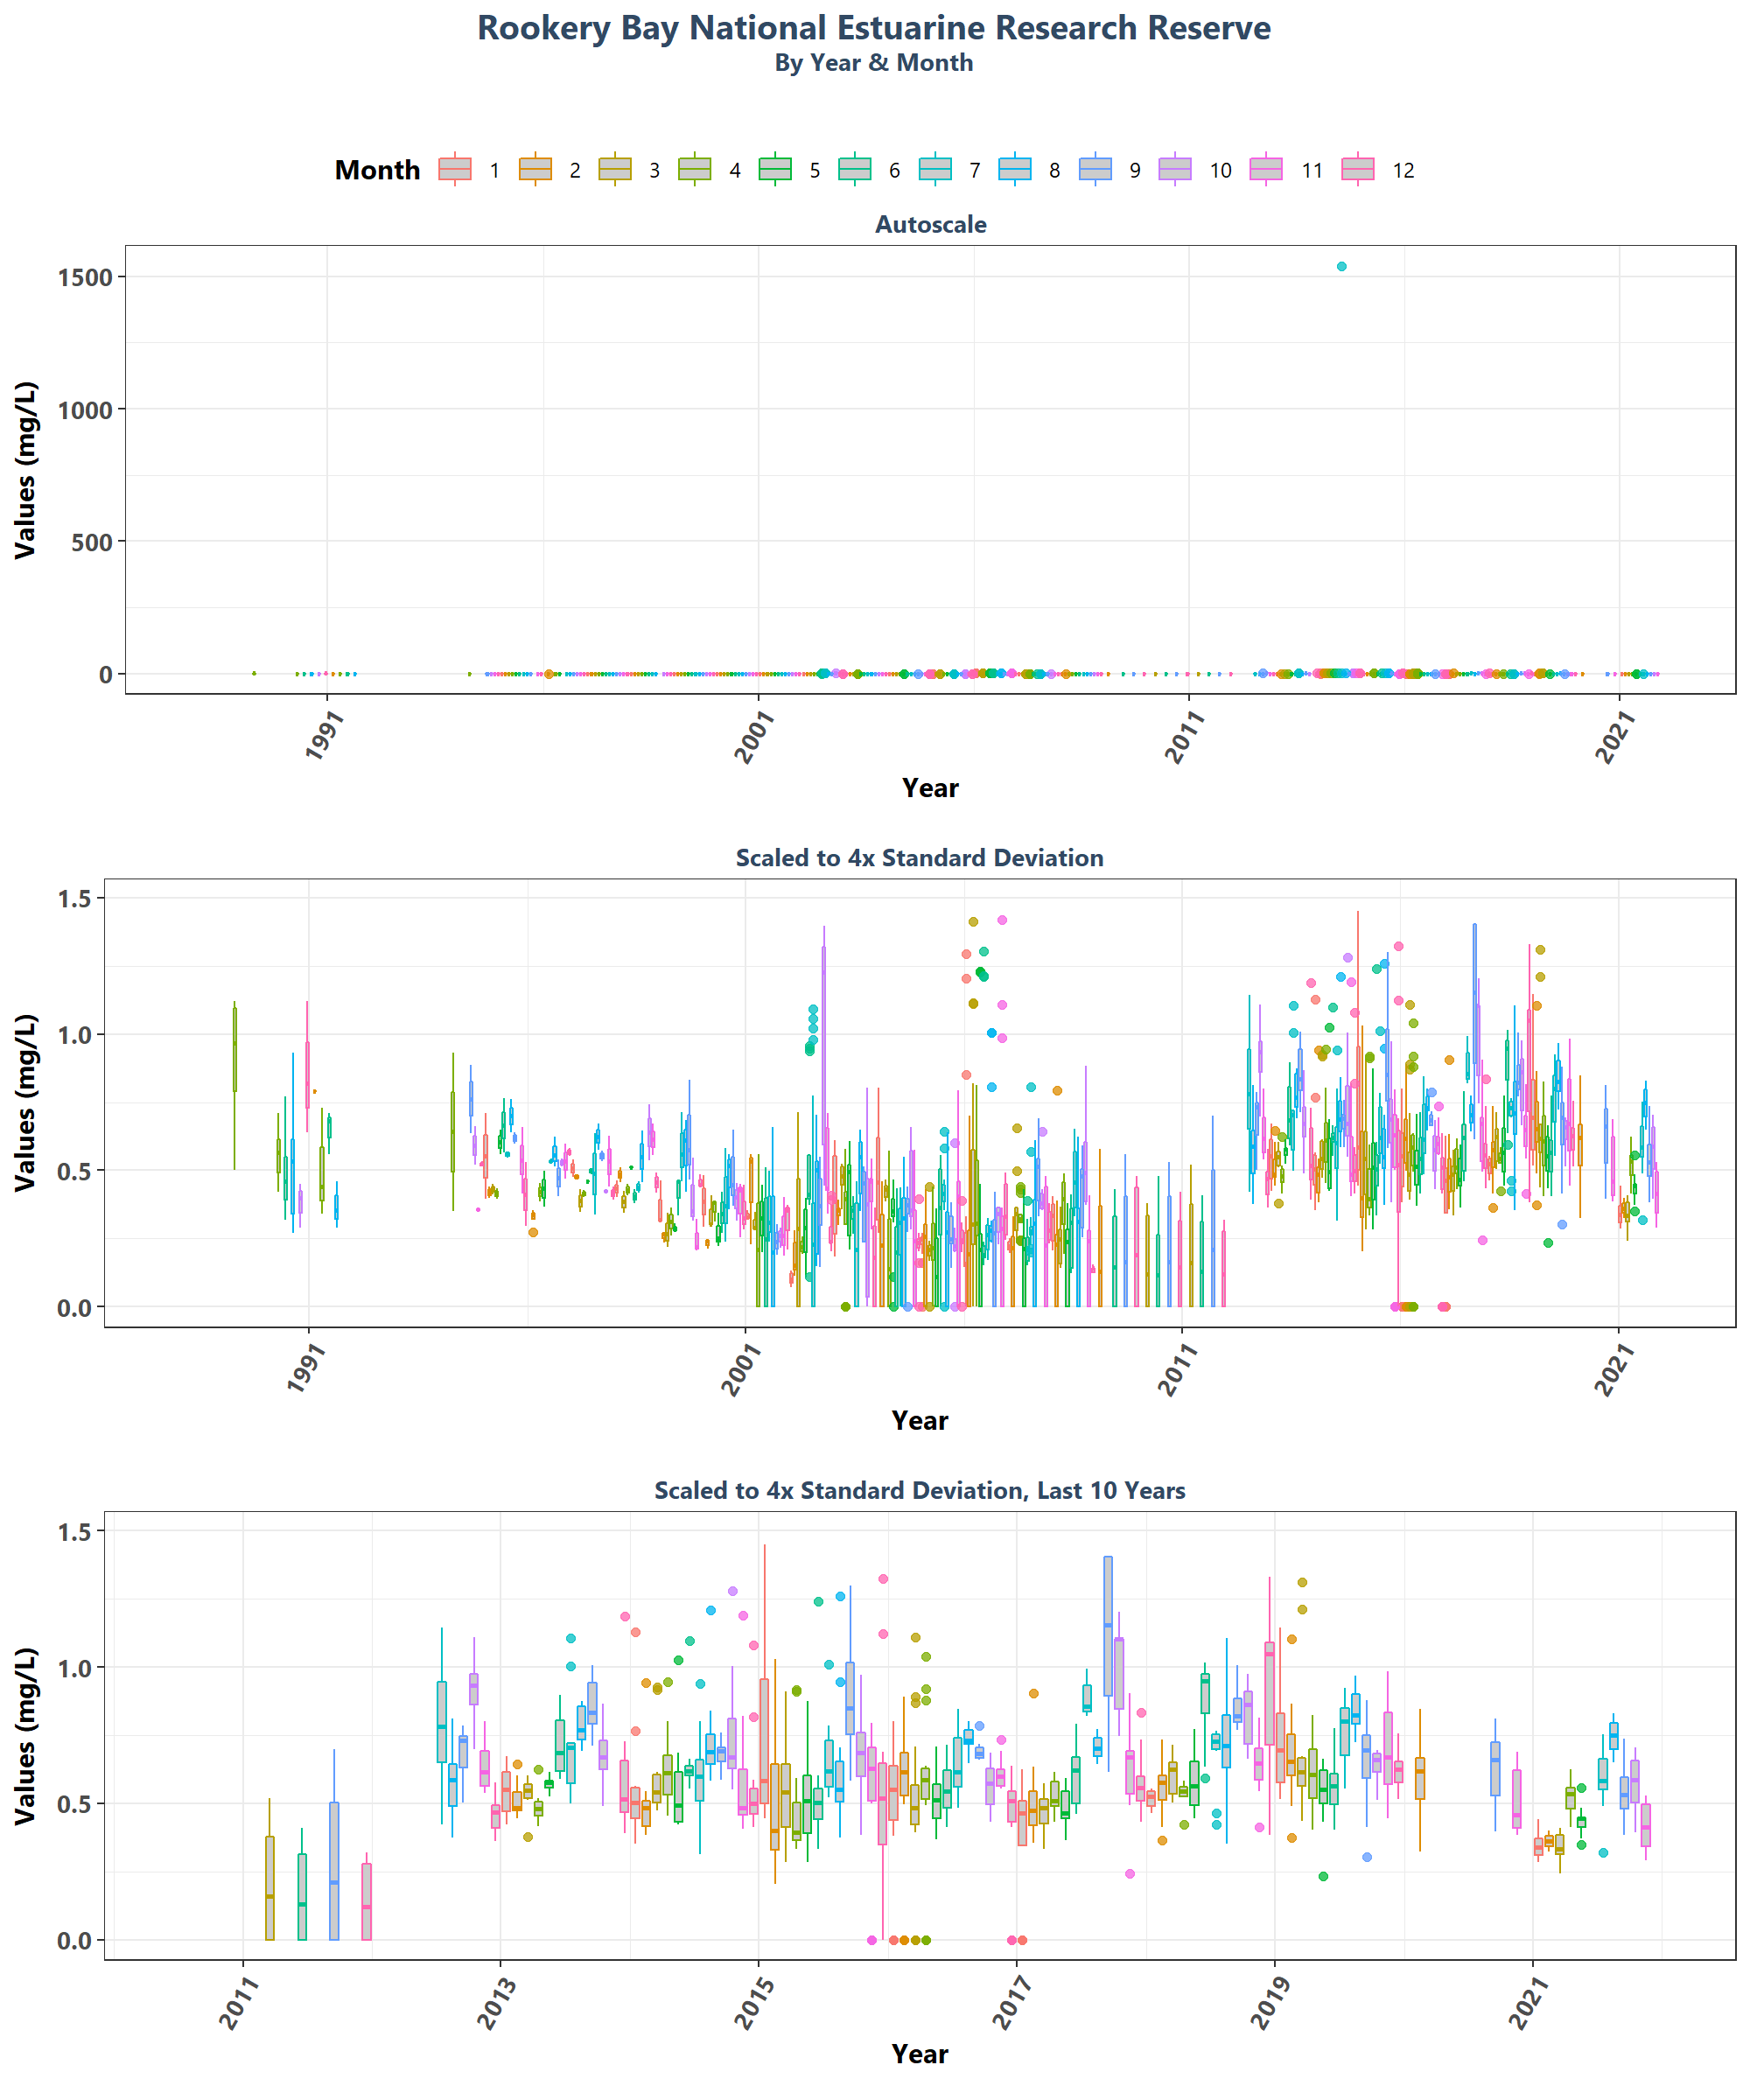 Rookery Bay National Estuarine Research Reserve
By Year & Month
Month 1 2 3 4 5 6 7 8 9 10 11 12
Autoscale
Values (mg/L)
1500
1000
500
0
1991 2001 2011 2021
Year
Scaled to 4x Standard Deviation
Values (mg/L)
1.5
1.0
0.5
0.0
1991 2001 2011 2021
Year
Scaled to 4x Standard Deviation, Last 10 Years
Values (mg/L)
1.5
1.0
0.5
0.0
2011 2013 2015 2017 2019 2021
Year